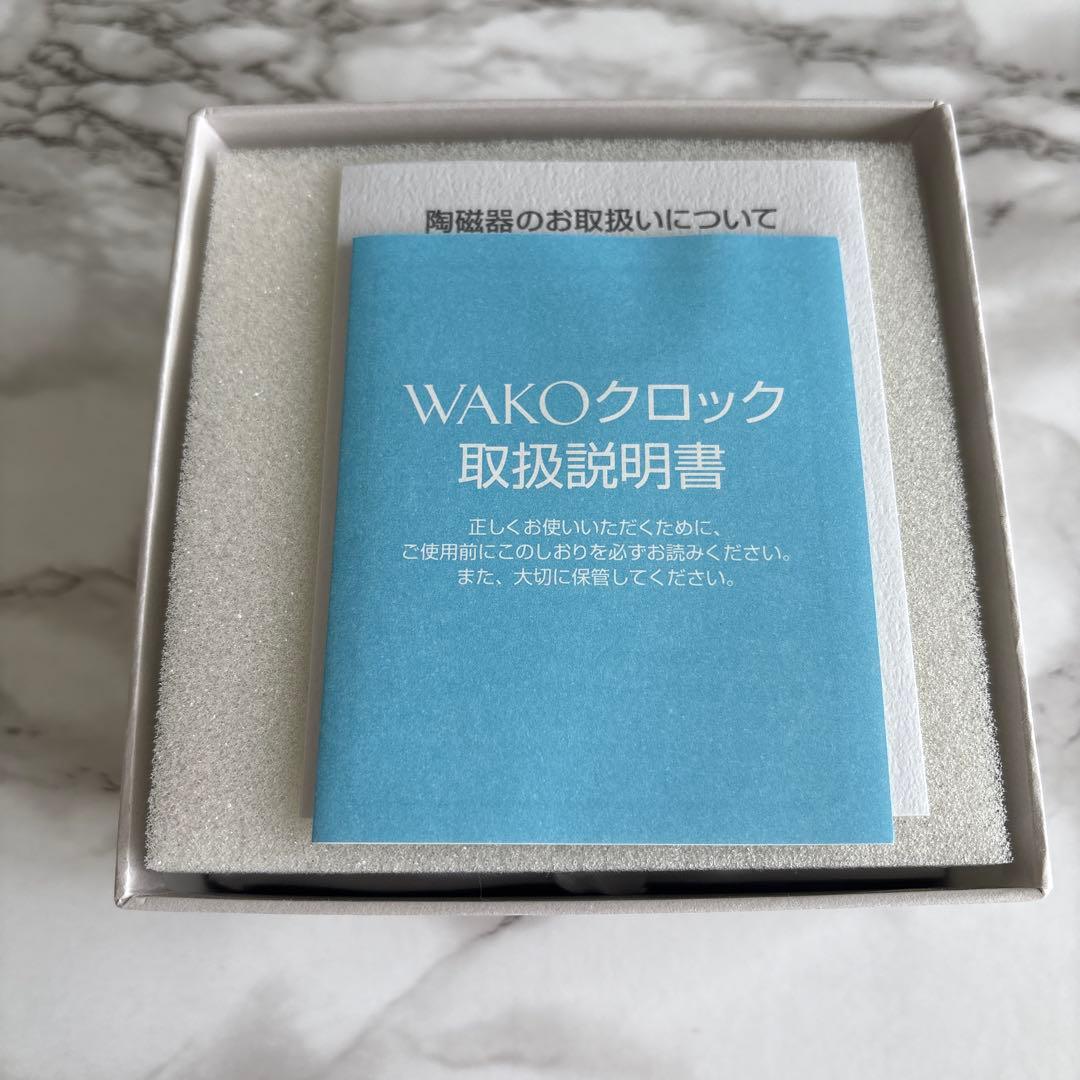 陶磁器のお取扱いについて
WAKOクロック
取扱説明書
正しくお使いいただくために、
ご使用前にこのしおりを必ずお読みください。
また、大切に保管してください。